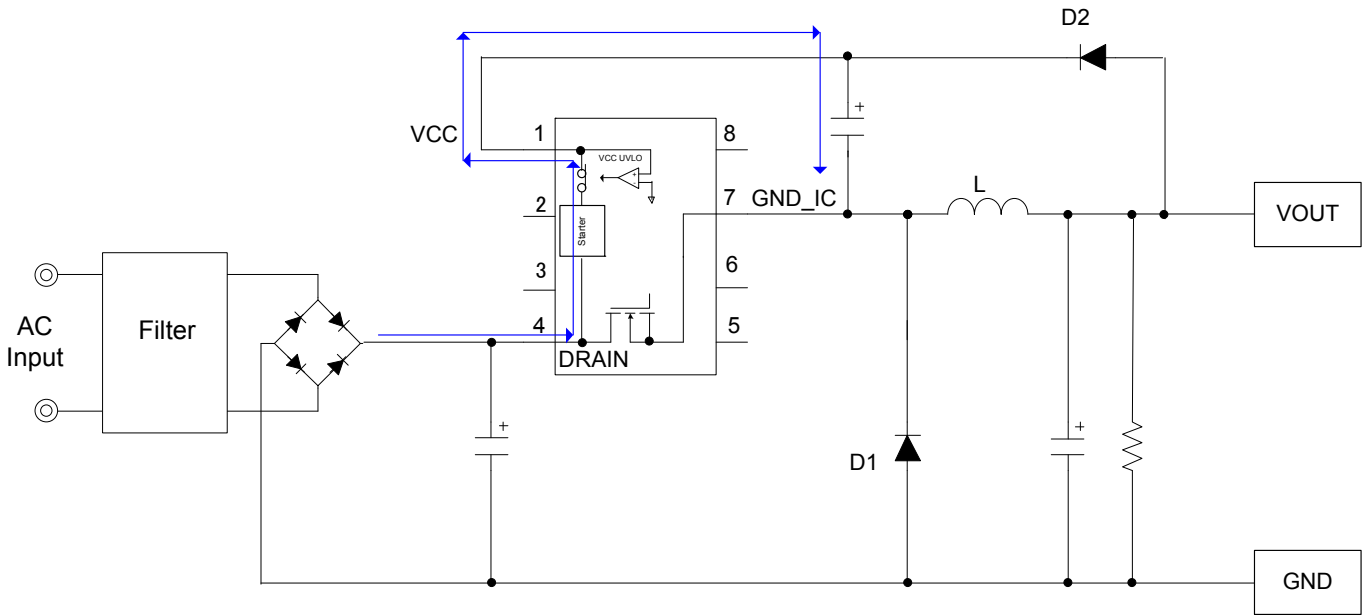 D2
VCC
1
8
VCC UVLO
+
-
+
2
Starter
7
GND_IC
L
VOUT
3
6
AC
Input
Filter
4
5
DRAIN
+
D1
+
GND